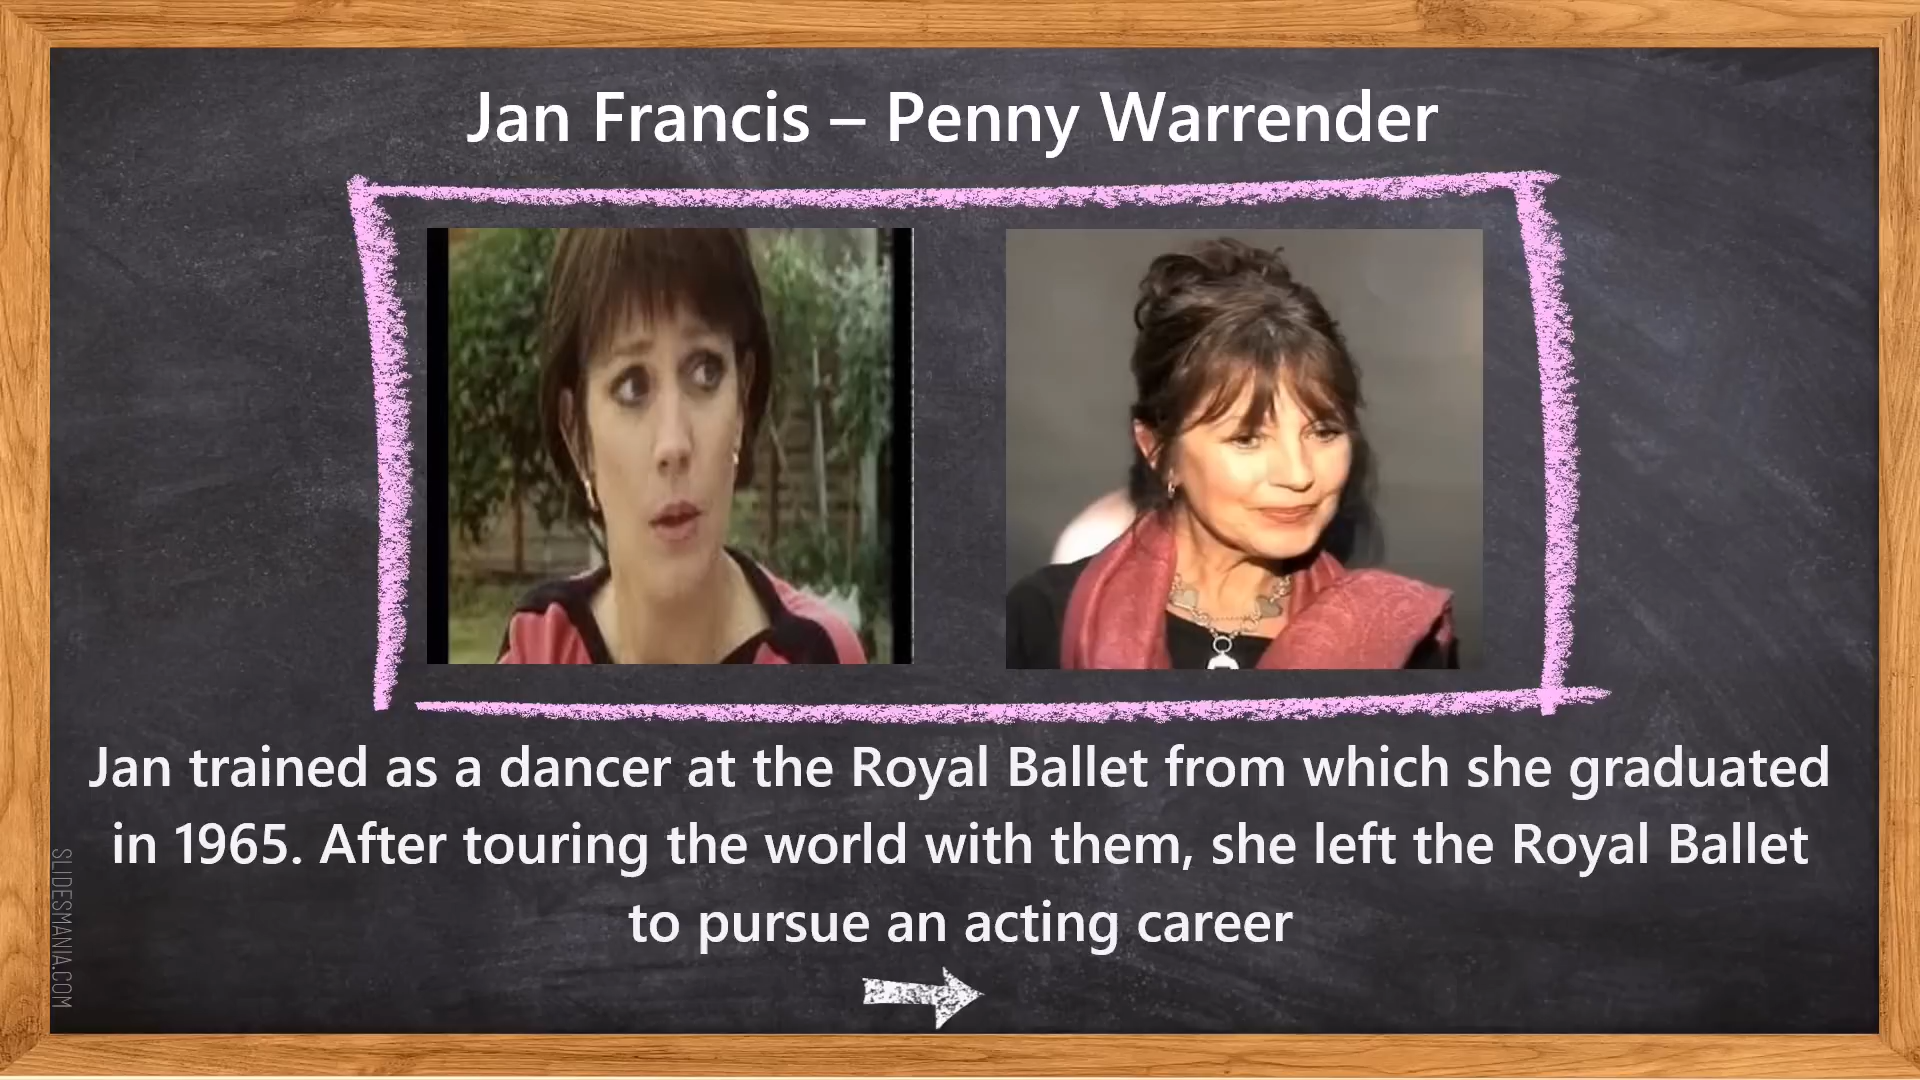 Jan Francis – Penny Warrender
Jan trained as a dancer at the Royal Ballet from which she graduated
in 1965. After touring the world with them, she left the Royal Ballet
to pursue an acting career
SLIDESMANIA.COM